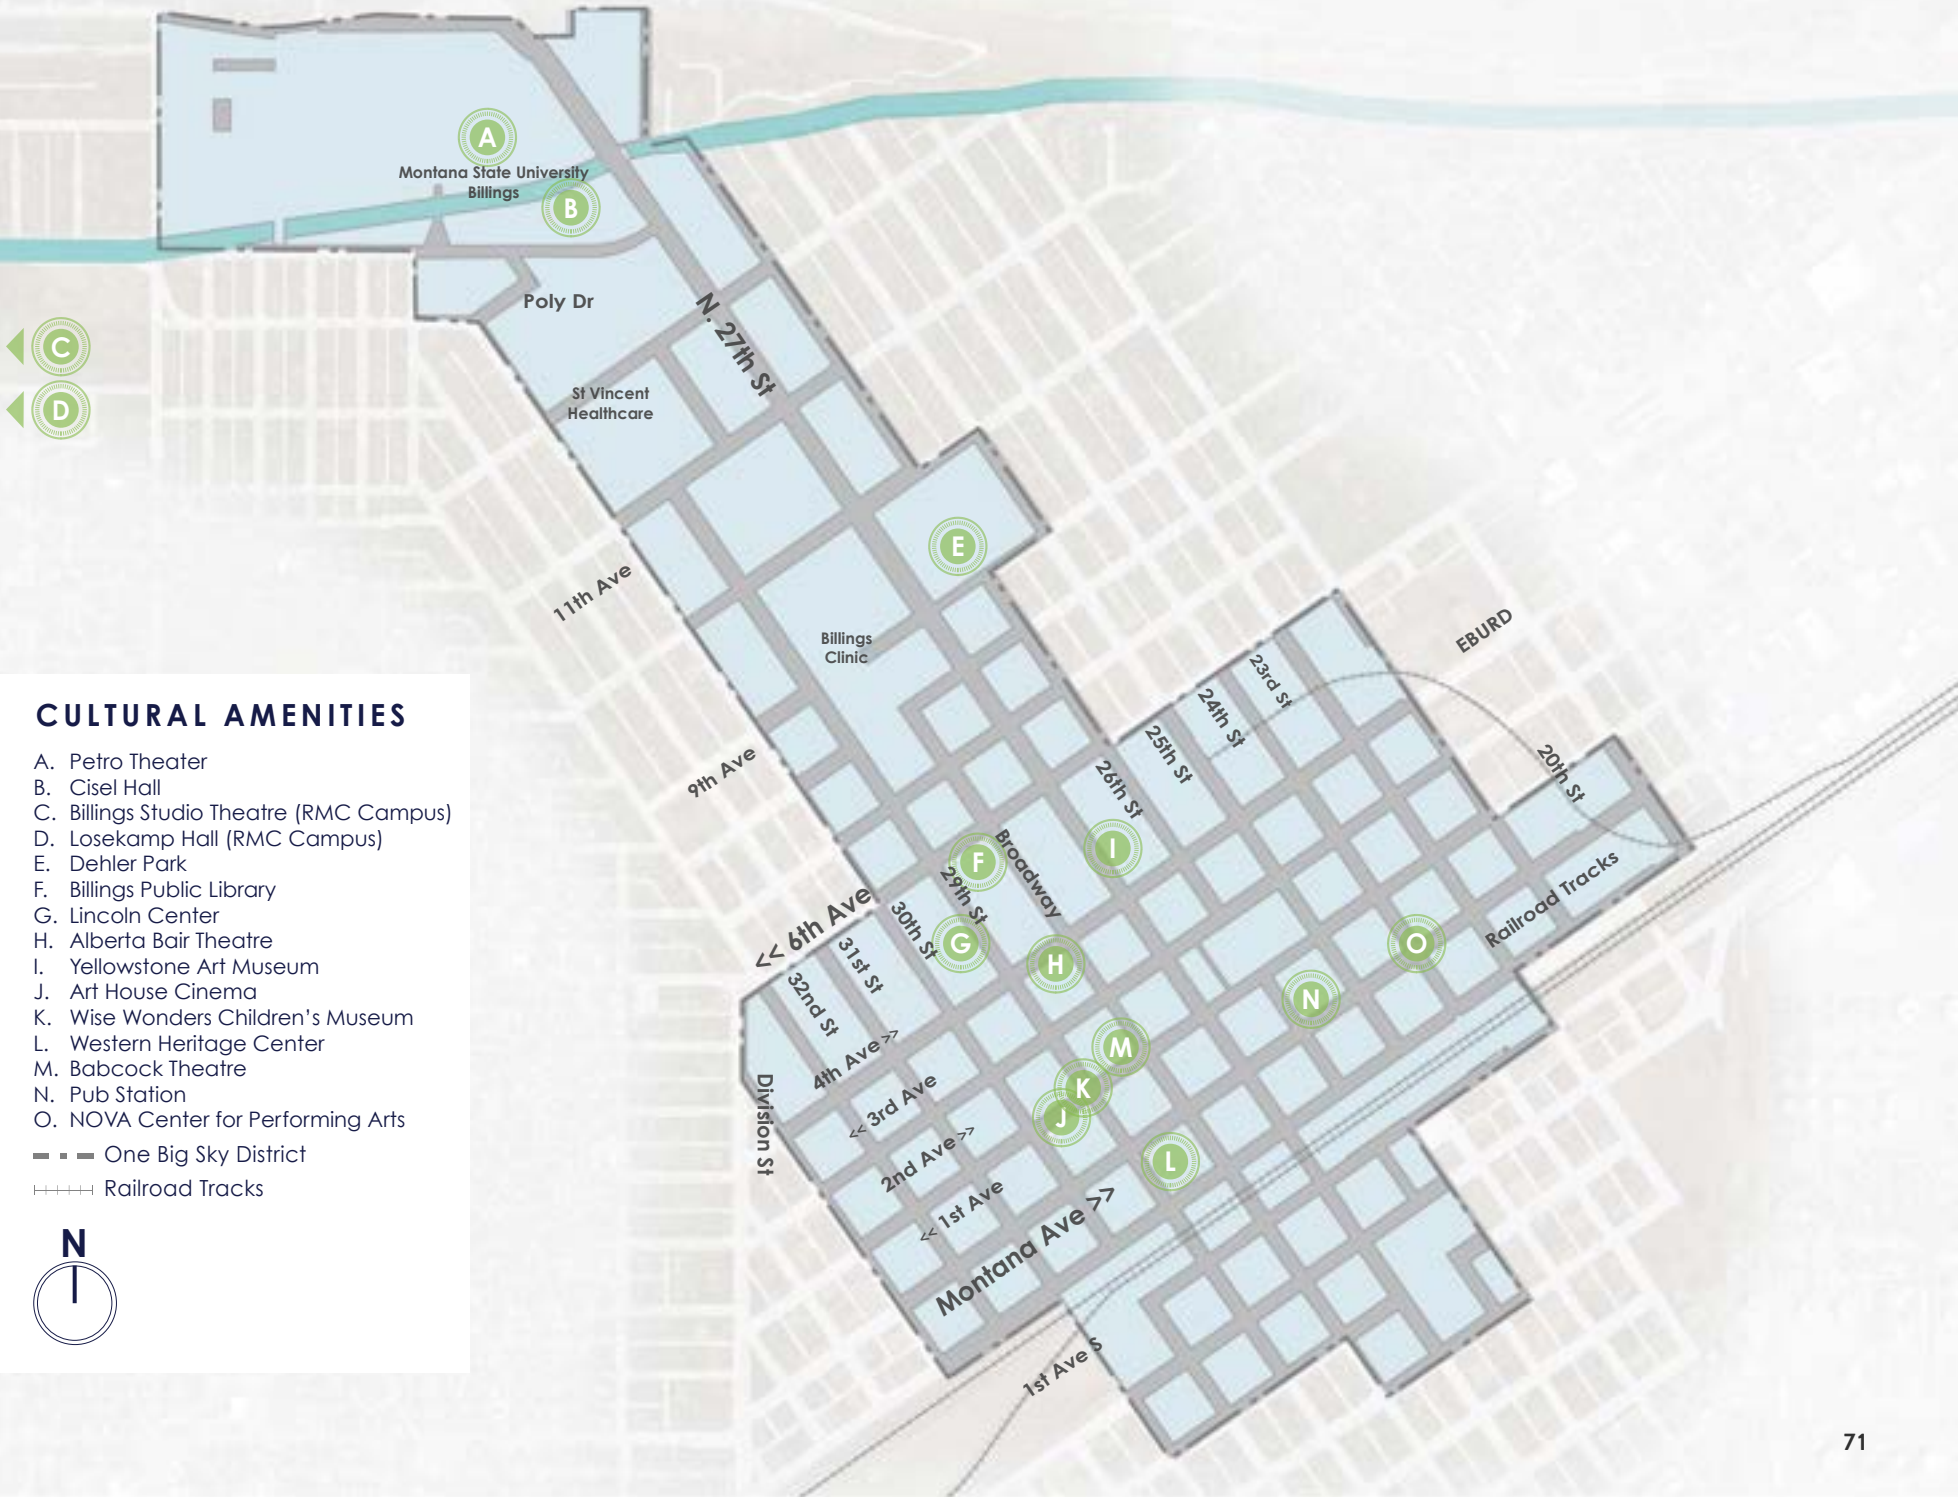 A
Montana State University
Billings
B
Poly Dr
N. 27th St
C
D
St Vincent
Healthcare
E
11th Ave
Billings
Clinic
EBURD
23rd St
24th St
25th St
26th St
20th St
9th Ave
Broadway
F
I
29th St
Railroad Tracks
<< 6th Ave
30th St
G
H
O
31st St
32nd St
N
4th Ave >>
M
K
J
Division St
<< 3rd Ave
2nd Ave >>
L
<< 1st Ave
Montana Ave >>
1st Ave S
CULTURAL AMENITIES
A. Petro Theater
B. Cisel Hall
C. Billings Studio Theatre (RMC Campus)
D. Losekamp Hall (RMC Campus)
E. Dehler Park
F. Billings Public Library
G. Lincoln Center
H. Alberta Bair Theatre
I. Yellowstone Art Museum
J. Art House Cinema
K. Wise Wonders Children’s Museum
L. Western Heritage Center
M. Babcock Theatre
N. Pub Station
O. NOVA Center for Performing Arts
One Big Sky District
Railroad Tracks
N
71